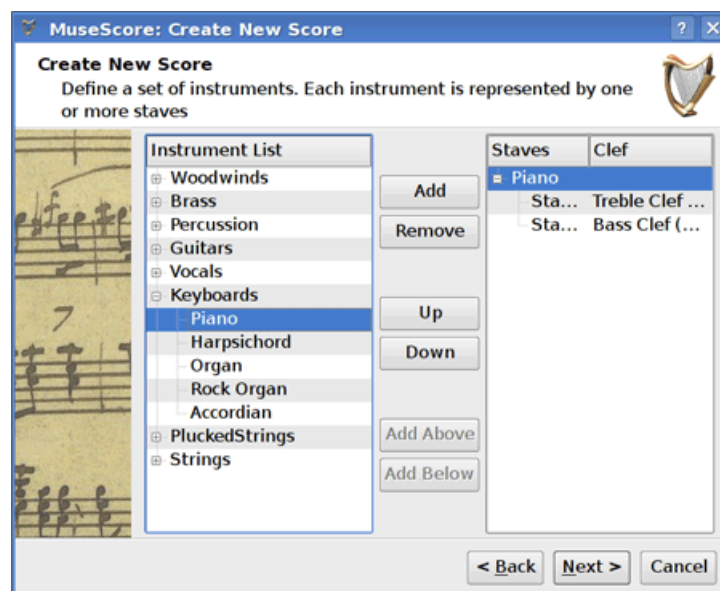 MuseScore: Create New Score
Create New Score
Define a set of instruments. Each instrument is represented by one
or more staves
Instrument List
Woodwinds
Brass
Percussion
Guitars
Vocals
Keyboards
Piano
Harpsichord
Organ
Rock Organ
Accordian
PluckedStrings
Strings
Add
Remove
Up
Down
Add Above
Add Below
Staves Clef
Piano
Sta... Treble Clef ...
Sta... Bass Clef (...
< Back Next > Cancel